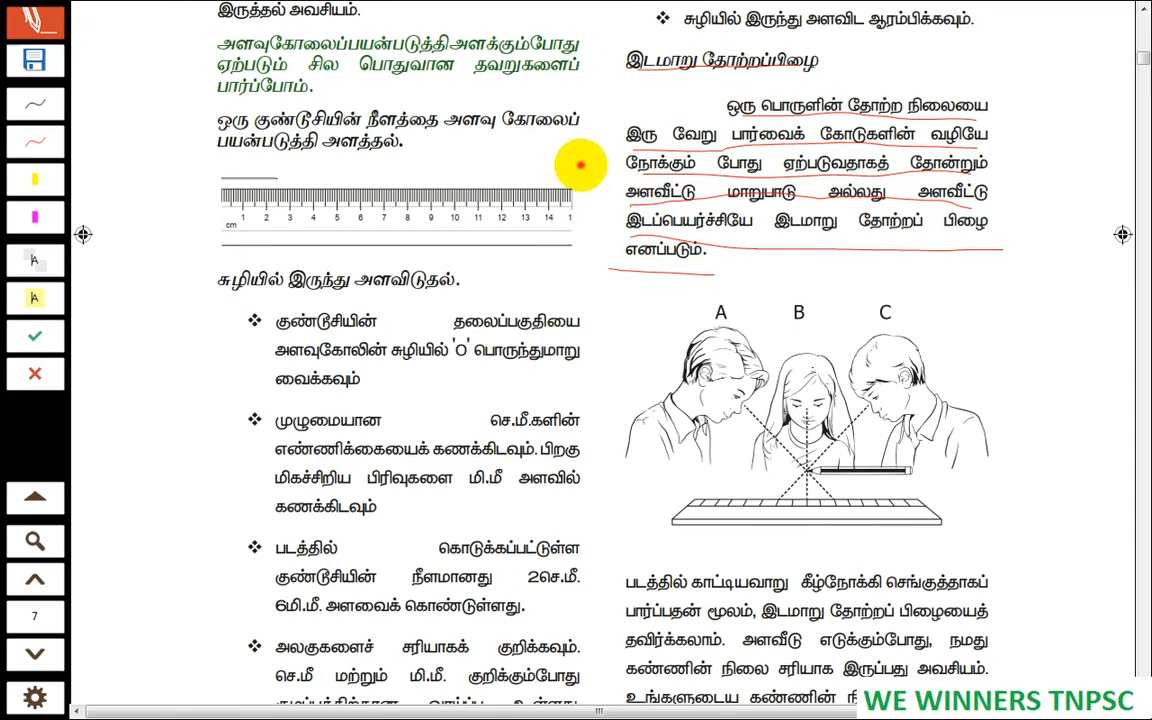 இருத்தல் அவசியம்.
அளவுகோலைப்பயன்படுத்தி அளக்கும்போது
ஏற்படும் சில பொதுவான தவறுகளைப்
பார்ப்போம்.
ஒரு குண்டூசியின் நீளத்தை அளவு கோலைப்
பயன்படுத்தி அளத்தல்.
1 2 3 4 5 6 7 8 9 10 11 12 13 14 1
cm
சுழியில் இருந்து அளவிடுதல்.
❖ குண்டூசியின் தலைப்பகுதியை
அளவுகோலின் சுழியில் '0' பொருந்துமாறு
வைக்கவும்
❖ முழுமையான செ.மீ.களின்
எண்ணிக்கையைக் கணக்கிடவும். பிறகு
மிகச்சிறிய பிரிவுகளை மி.மீ அளவில்
கணக்கிடவும்
❖ படத்தில் கொடுக்கப்பட்டுள்ள
குண்டூசியின் நீளமானது 2செ.மீ.
6மி.மீ. அளவைக் கொண்டுள்ளது.
❖ அலகுகளைச் சரியாகக் குறிக்கவும்.
செ.மீ மற்றும் மி.மீ. குறிக்கும்போது
❖ சுழியில் இருந்து அளவிட ஆரம்பிக்கவும்.
இடமாறு தோற்றப்பிழை
ஒரு பொருளின் தோற்ற நிலையை
இரு வேறு பார்வைக் கோடுகளின் வழியே
நோக்கும் போது ஏற்படுவதாகத் தோன்றும்
அளவீட்டு மாறுபாடு அல்லது அளவீட்டு
இடப்பெயர்ச்சியே இடமாறு தோற்றப் பிழை
எனப்படும்.
A B C
படத்தில் காட்டியவாறு கீழ்நோக்கி செங்குத்தாகப்
பார்ப்பதன் மூலம், இடமாறு தோற்றப் பிழையைத்
தவிர்க்கலாம். அளவீடு எடுக்கும்போது, நமது
கண்ணின் நிலை சரியாக இருப்பது அவசியம்.
உங்களுடைய கண்ணின்
7
WE WINNERS TNPSC